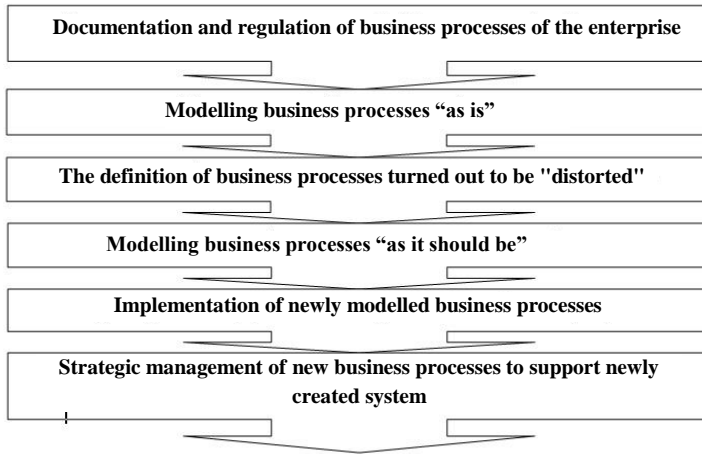 Documentation and regulation of business processes of the enterprise
Modelling business processes “as is”
The definition of business processes turned out to be "distorted"
Modelling business processes “as it should be”
Implementation of newly modelled business processes
Strategic management of new business processes to support newly
created system